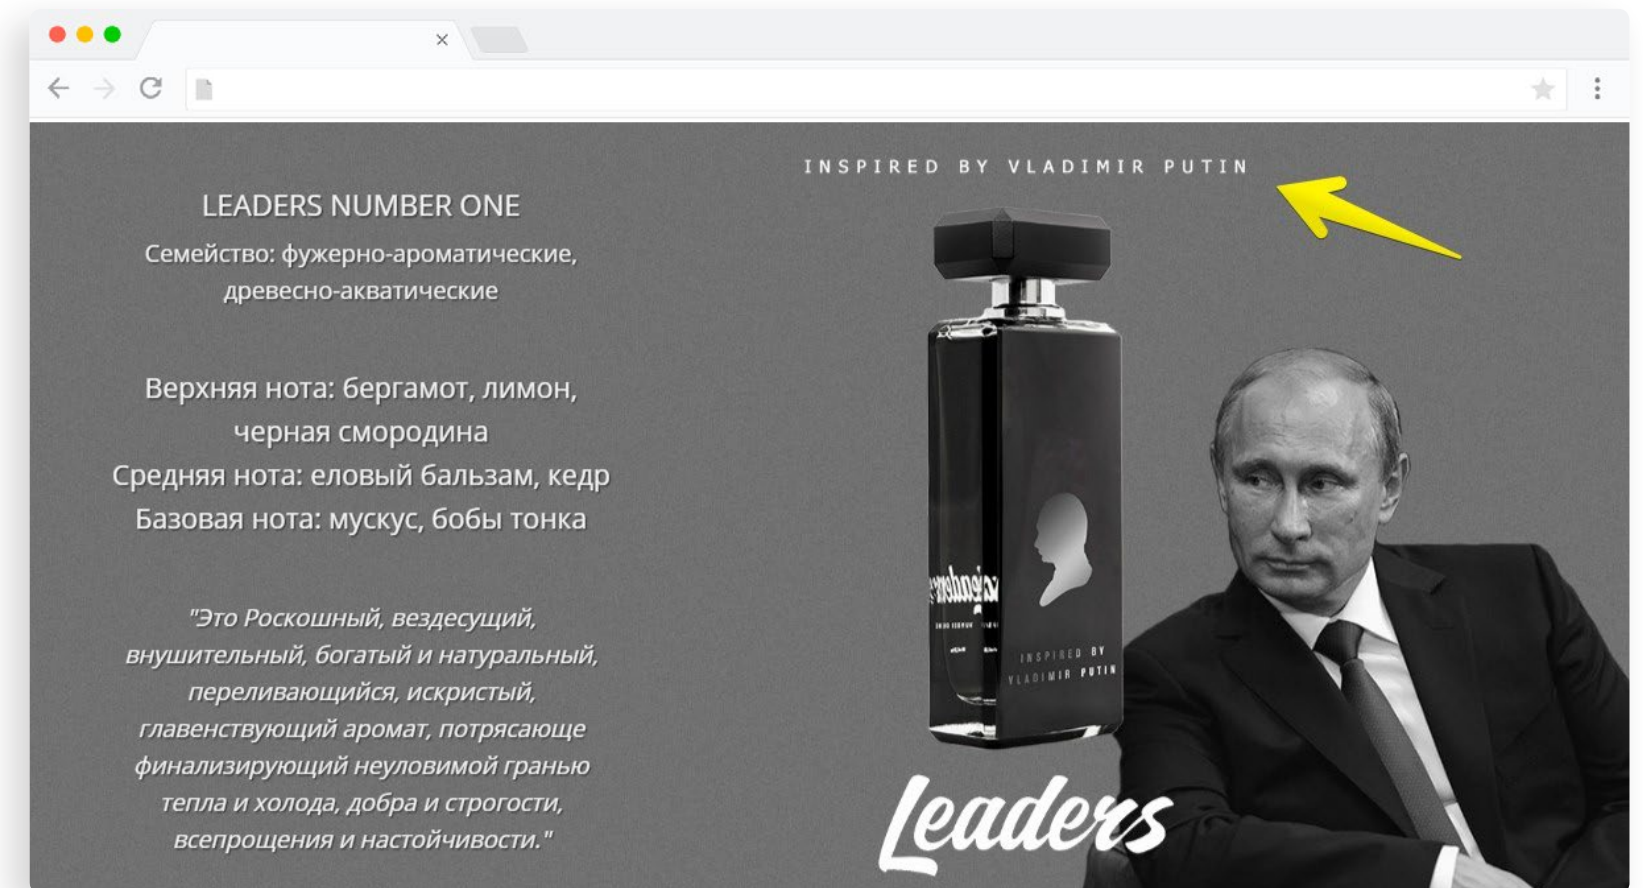 LEADERS NUMBER ONE
Семейство: фужерно-ароматические,
древесно-акватические
Верхняя нота: бергамот, лимон,
черная смородина
Средняя нота: еловый бальзам, кедр
Базовая нота: мускус, бобы тонка
"Это Роскошный, вездесущий,
внушительный, богатый и натуральный,
переливающийся, искристый,
главенствующий аромат, потрясающе
финализирующий неуловимой гранью
тепла и холода, добра и строгости,
всепрощения и настойчивости."
INSPIRED BY VLADIMIR PUTIN
INSPIRED BY
VLADIMIR PUTIN
Leaders